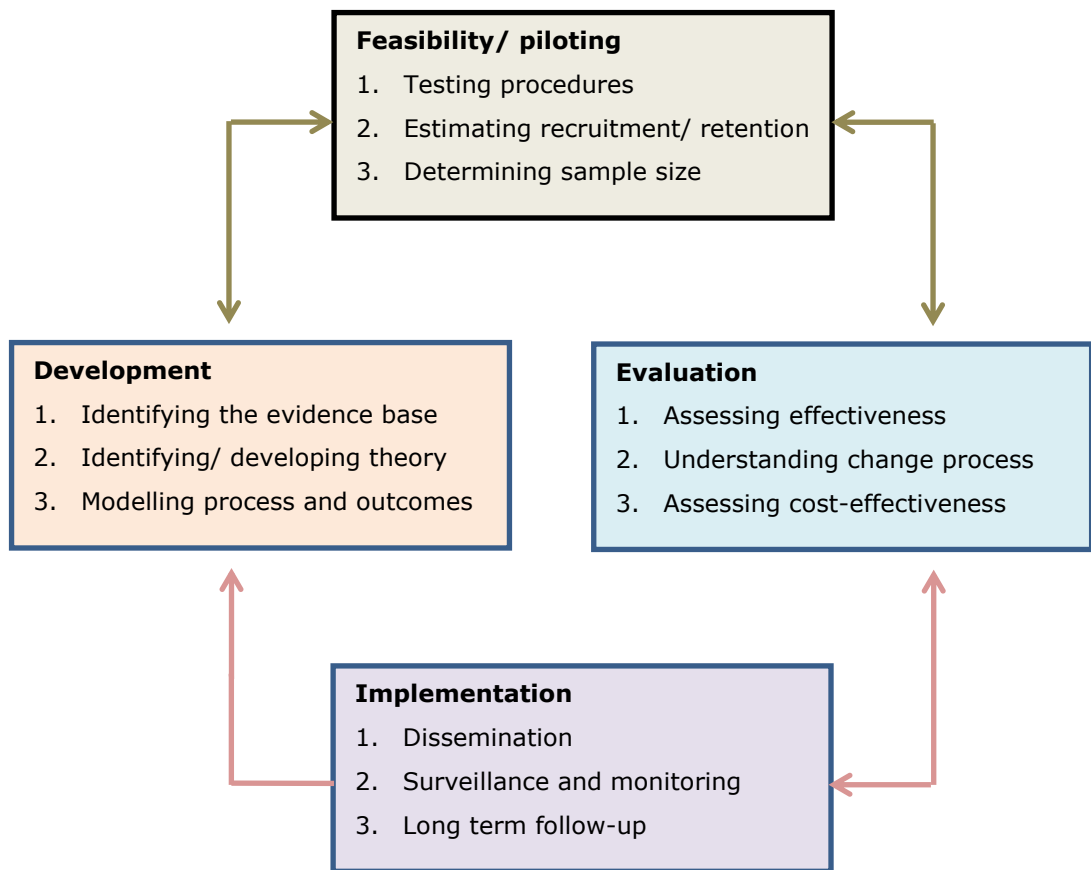 Feasibility/ piloting
1. Testing procedures
2. Estimating recruitment/ retention
3. Determining sample size
Development
1. Identifying the evidence base
2. Identifying/ developing theory
3. Modelling process and outcomes
Evaluation
1. Assessing effectiveness
2. Understanding change process
3. Assessing cost-effectiveness
Implementation
1. Dissemination
2. Surveillance and monitoring
3. Long term follow-up